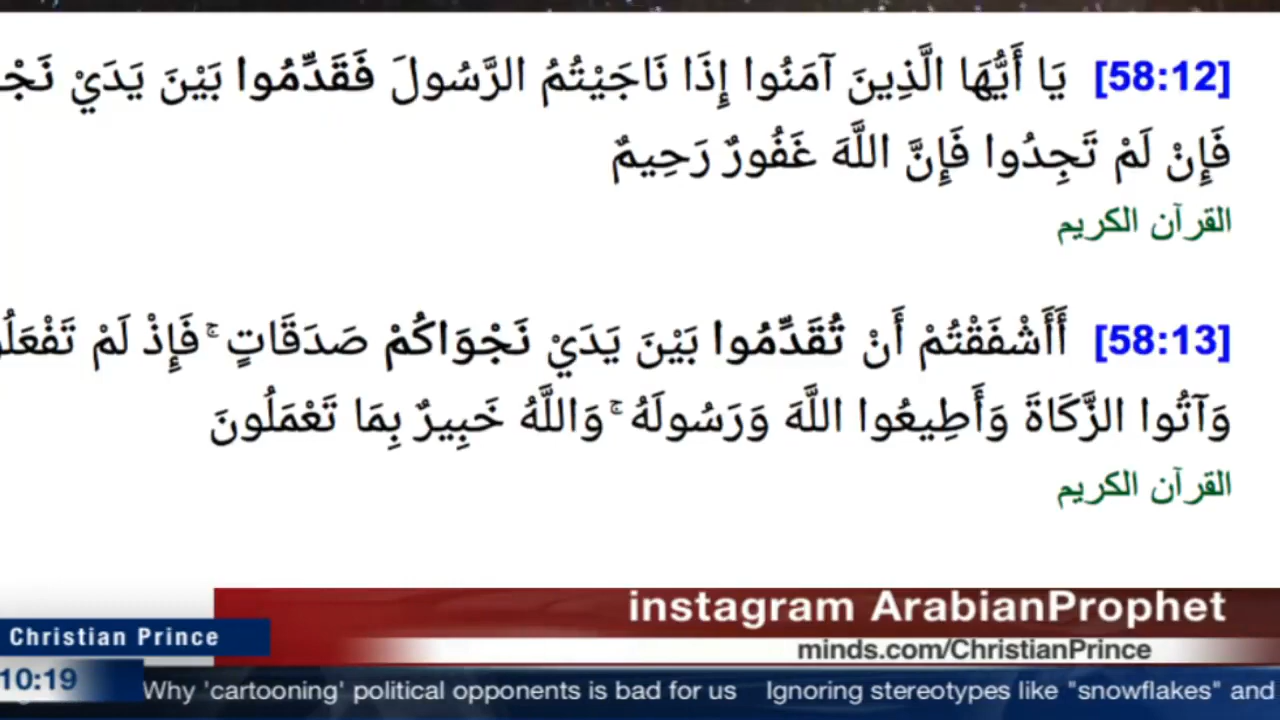 [58:12] يَا أَيُّهَا الَّذِينَ آمَنُوا إِذَا نَاجَيْتُمُ الرَّسُولَ فَقَدِّمُوا بَيْنَ يَدَيْ
فَإِنْ لَمْ تَجِدُوا فَإِنَّ اللَّهَ غَفُورٌ رَحِيمٌ
القرآن الكريم
[58:13] أَأَشْفَقْتُمْ أَنْ تُقَدِّمُوا بَيْنَ يَدَيْ نَجْوَاكُمْ صَدَقَاتٍ ۚ فَإِذْ لَمْ
وَآتُوا الزَّكَاةَ وَأَطِيعُوا اللَّهَ وَرَسُولَهُ ۚ وَاللَّهُ خَبِيرٌ بِمَا تَعْمَلُونَ
القرآن الكريم
instagram ArabianProphet
Christian Prince
minds.com/ChristianPrince
10:19
Why 'cartooning' political opponents is bad for us Ignoring stereotypes like "snowflakes" and